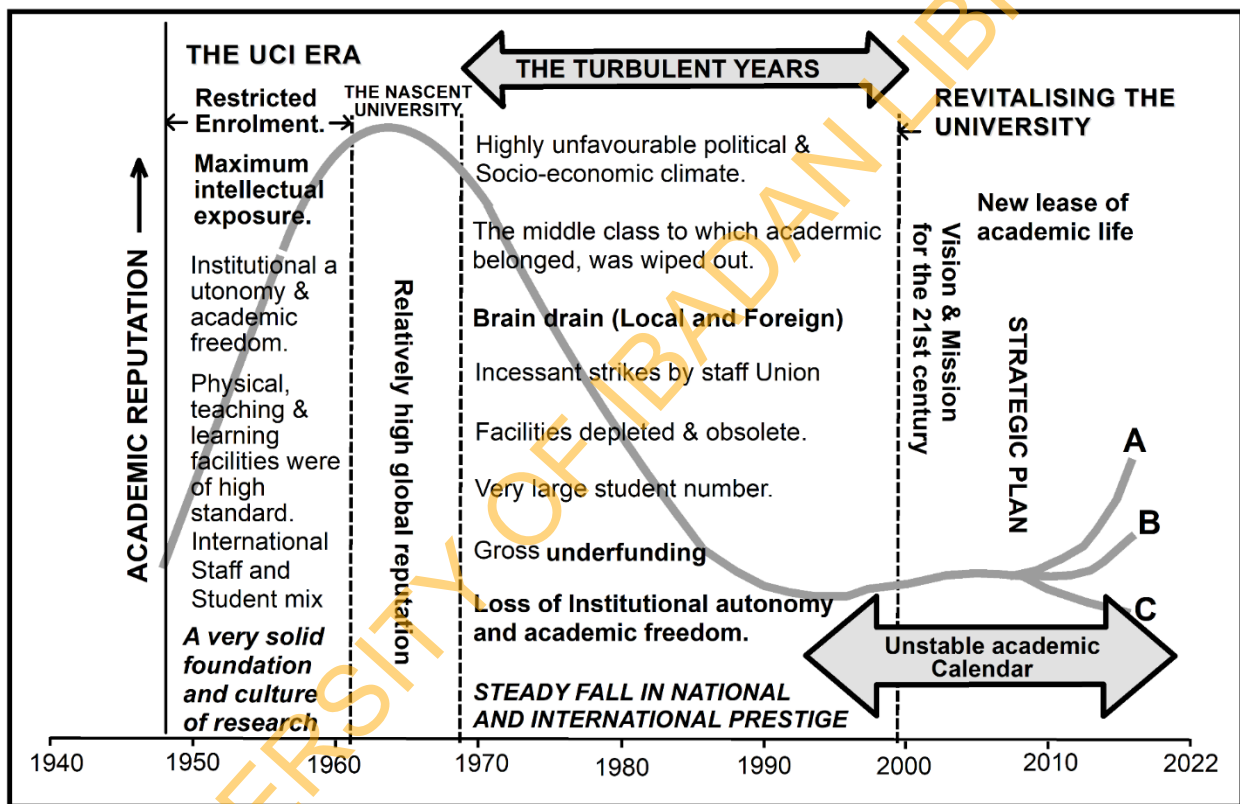 THE UCI ERA
Restricted
Enrolment.
Maximum
intellectual
exposure.
Institutional a
utonomy &
academic
freedom.
Physical,
teaching &
learning
facilities were
of high
standard.
International
Staff and
Student mix
A very solid
foundation
and culture
of research
ACADEMIC REPUTATION
THE NASCENT
UNIVERSITY
Relatively high global reputation
THE TURBULENT YEARS
Highly unfavourable political &
Socio-economic climate.
The middle class to which acadermic
belonged, was wiped out.
Brain drain (Local and Foreign)
Incessant strikes by staff Union
Facilities depleted & obsolete.
Very large student number.
Gross underfunding
Loss of Institutional autonomy
and academic freedom.
STEADY FALL IN NATIONAL
AND INTERNATIONAL PRESTIGE
REVITALISING THE
UNIVERSITY
New lease of
academic life
Vision & Mission
for the 21st century
STRATEGIC PLAN
A
B
C
Unstable academic
Calendar
1940 1950 1960 1970 1980 1990 2000 2010 2022
ERSITY OF IBADAN LIB